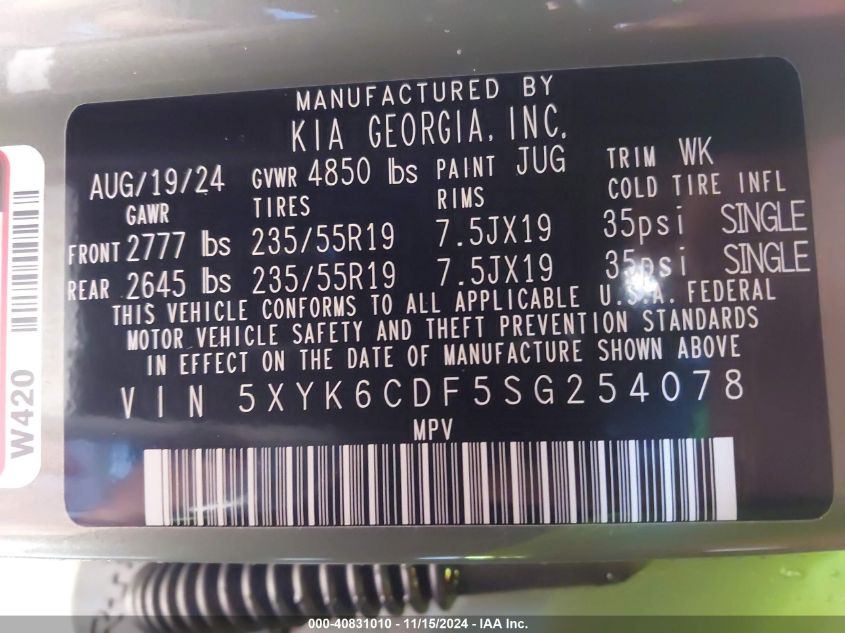 MANUFACTURED BY
KIA GEORGIA, INC.
AUG/19/24 GVWR 4850 lbs PAINT JUG TRIM WK
GAWR TIRES RIMS COLD TIRE INFL
FRONT 2777 lbs 235/55R19 7.5JX19 35psi SINGLE
REAR 2645 lbs 235/55R19 7.5JX19 35psi SINGLE
THIS VEHICLE CONFORMS TO ALL APPLICABLE U.S.A. FEDERAL
MOTOR VEHICLE SAFETY AND THEFT PREVENTION STANDARDS
IN EFFECT ON THE DATE OF MANUFACTURE SHOWN ABOVE
VIN 5XYK6CDF5SG254078
MPV
W420
000-40831010 - 11/15/2024 - IAA Inc.